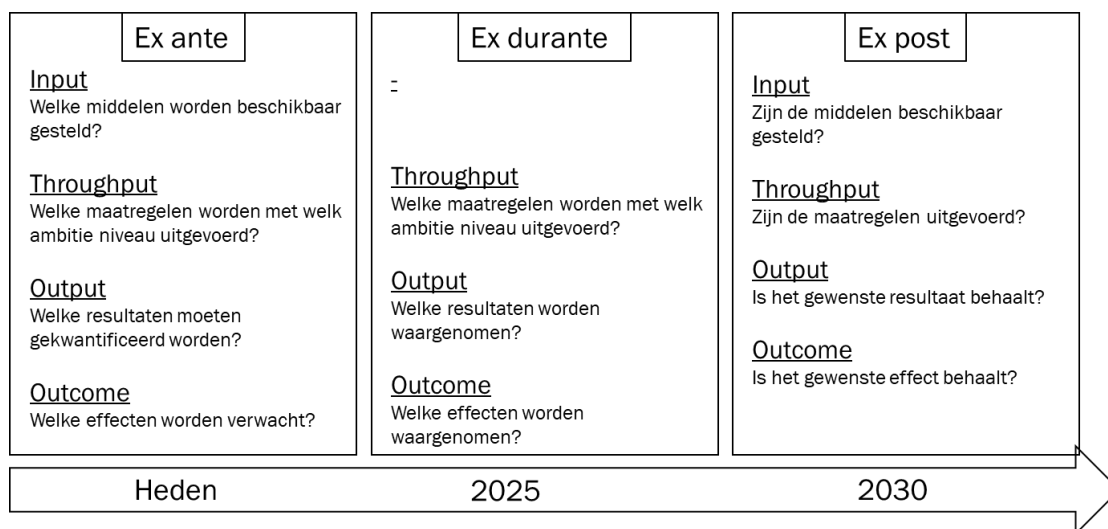 Ex ante
Input
Welke middelen worden beschikbaar
gesteld?
Throughput
Welke maatregelen worden met welk
ambitie niveau uitgevoerd?
Output
Welke resultaten moeten
gekwantificeerd worden?
Outcome
Welke effecten worden verwacht?
Ex durante
-
Throughput
Welke maatregelen worden met welk
ambitie niveau uitgevoerd?
Output
Welke resultaten worden
waargenomen?
Outcome
Welke effecten worden
waargenomen?
Ex post
Input
Zijn de middelen beschikbaar
gesteld?
Throughput
Zijn de maatregelen uitgevoerd?
Output
Is het gewenste resultaat behaalt?
Outcome
Is het gewenste effect behaalt?
Heden
2025
2030